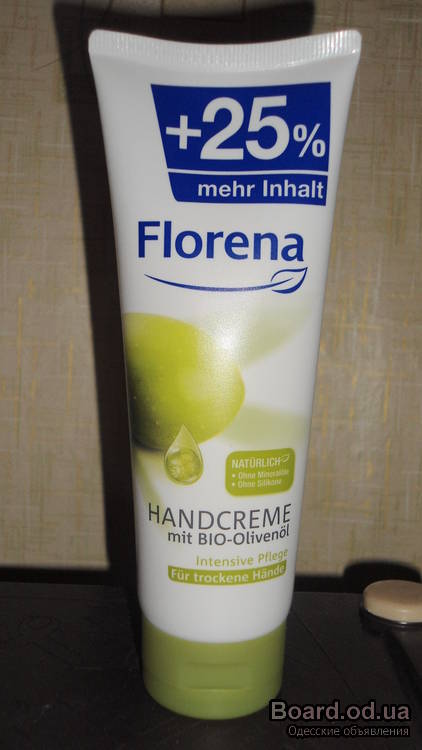 +25%
mehr Inhalt
Florena
NATÜRLICH
• Ohne Mineralöle
• Ohne Silikone
HANDCREME
mit BIO-Olivenöl
Intensive Pflege
Für trockene Hände
Board.od.ua
Одесские объявления